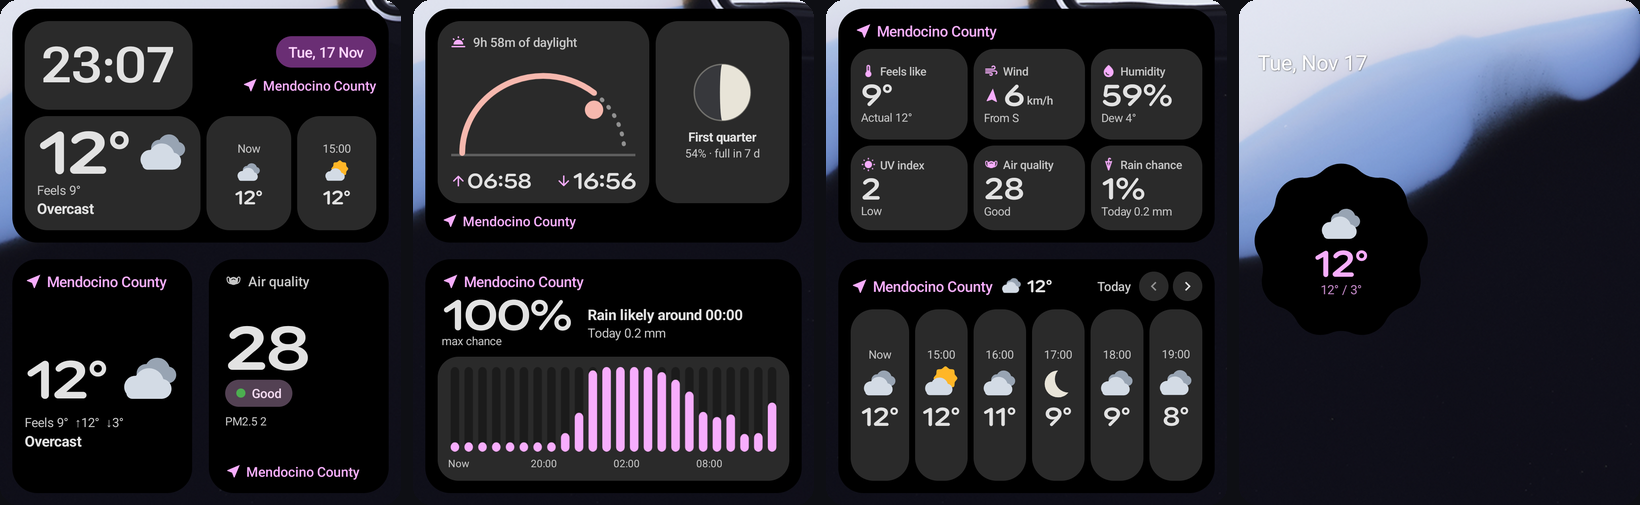 23:07
Tue, 17 Nov
Mendocino County
12°
Feels 9°
Overcast
Now
12°
15:00
12°
Mendocino County
12°
Feels 9° ↑12° ↓3°
Overcast
Air quality
28
Good
PM2.5 2
Mendocino County
9h 58m of daylight
↑06:58 ↓16:56
First quarter
54% · full in 7 d
Mendocino County
Mendocino County
100%
max chance
Rain likely around 00:00
Today 0.2 mm
Now 20:00 02:00 08:00
Mendocino County
Feels like
9°
Actual 12°
Wind
6 km/h
From S
Humidity
59%
Dew 4°
UV index
2
Low
Air quality
28
Good
Rain chance
1%
Today 0.2 mm
Mendocino County 12° Today
Now 15:00 16:00 17:00 18:00 19:00
12° 12° 11° 9° 9° 8°
Tue, Nov 17
12°
12° / 3°